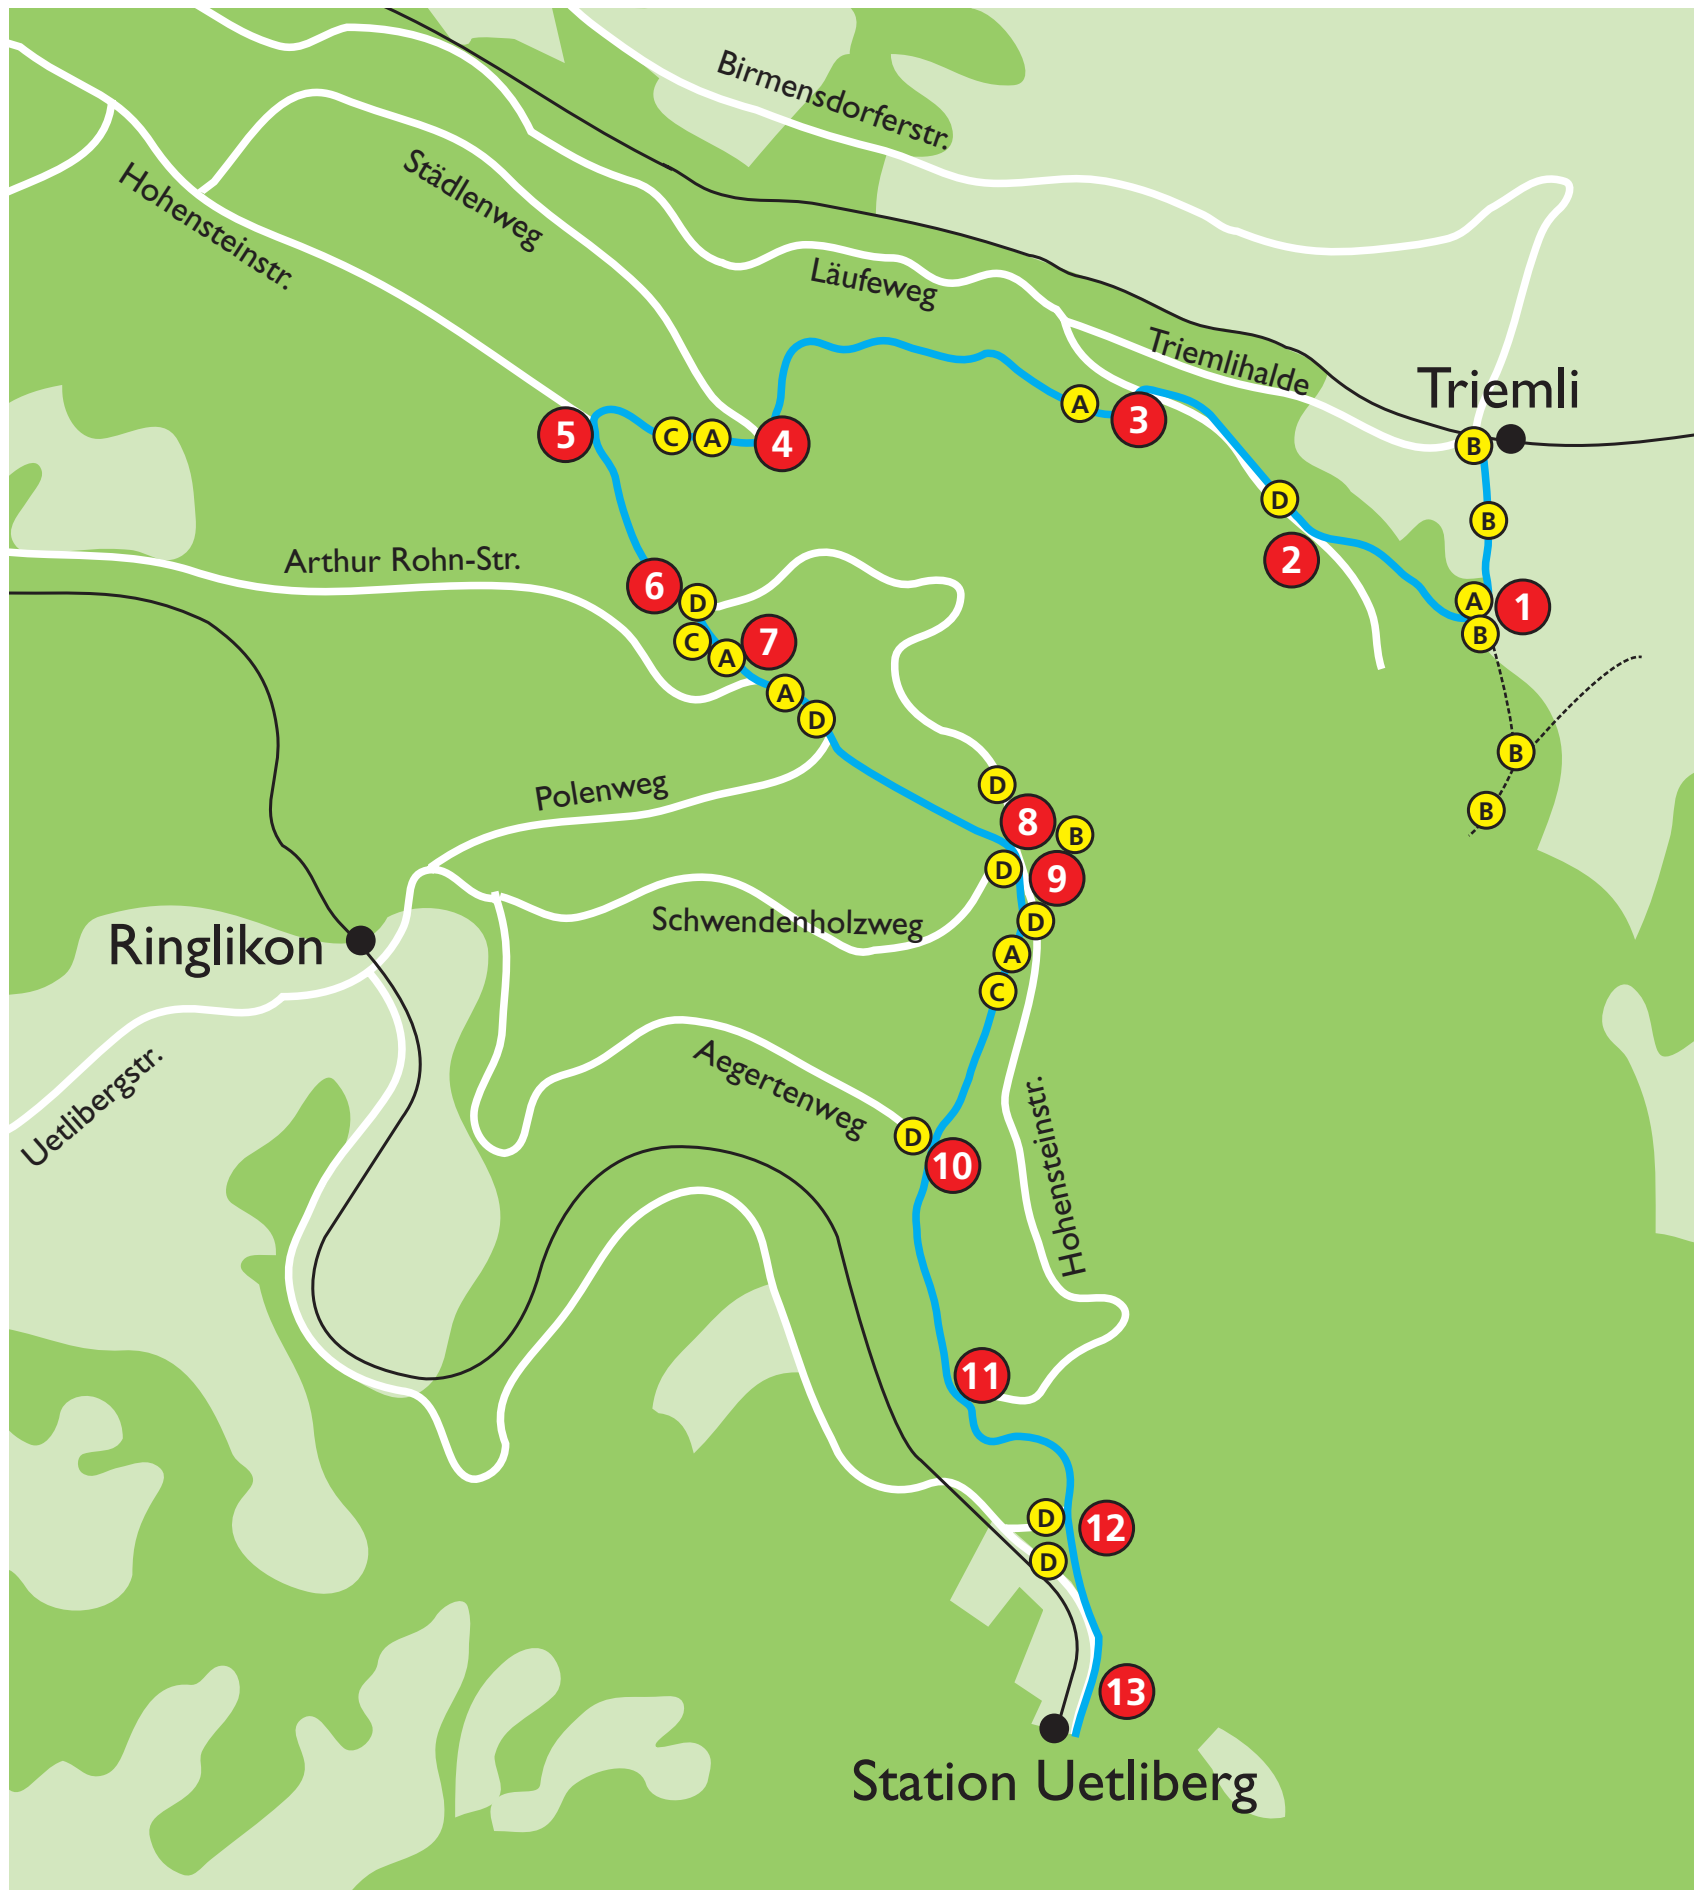 Birmensdorferstr.
Städlenweg
Hohensteinstr.
Läufeweg
Triemlihalde
Triemli
A
3
5
C
A
4
B
D
B
Arthur Rohn-Str.
2
6
D
A
1
B
C
A
7
A
D
B
Polenweg
D
B
8
B
D
9
Schwendenholzweg
D
Ringlikon
A
C
Uetlibergstr.
Aegertenweg
D
10
Hohensteinstr.
11
D
12
D
13
Station Uetliberg